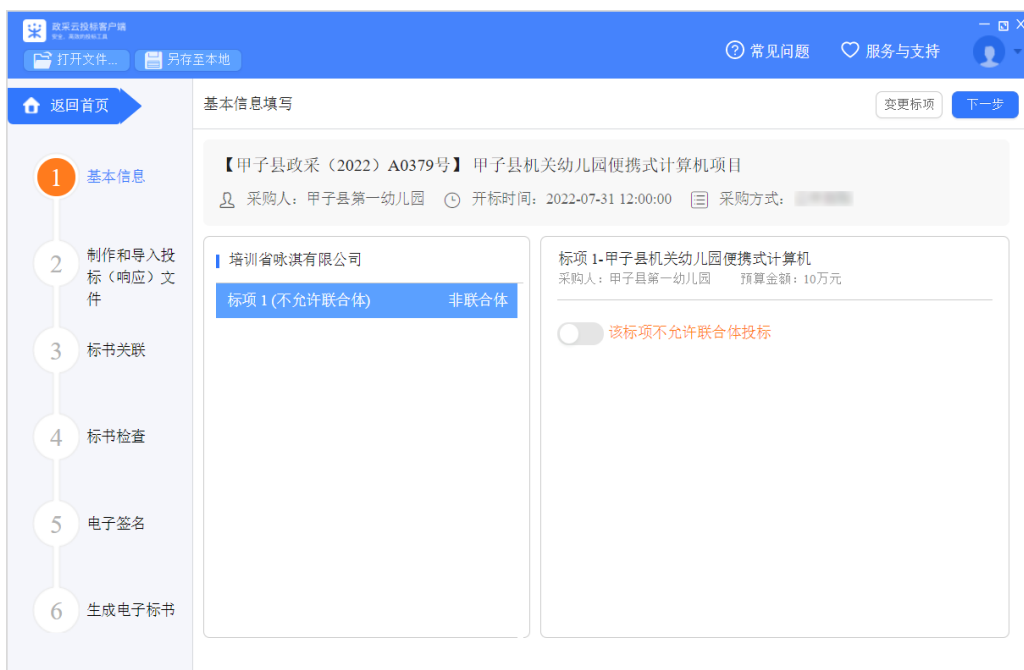 政采云投标客户端
安全、高效的投标工具
打开文件...
另存至本地
常见问题
服务与支持
返回首页
基本信息填写
变更标项
下一步
1 基本信息
2 制作和导入投
标（响应）文
件
3 标书关联
4 标书检查
5 电子签名
6 生成电子标书
【甲子县政采（2022）A0379号】 甲子县机关幼儿园便携式计算机项目
采购人：甲子县第一幼儿园 开标时间：2022-07-31 12:00:00 采购方式：
培训省咏淇有限公司
标项 1 (不允许联合体) 非联合体
标项 1-甲子县机关幼儿园便携式计算机
采购人：甲子县第一幼儿园 预算金额：10万元
该标项不允许联合体投标